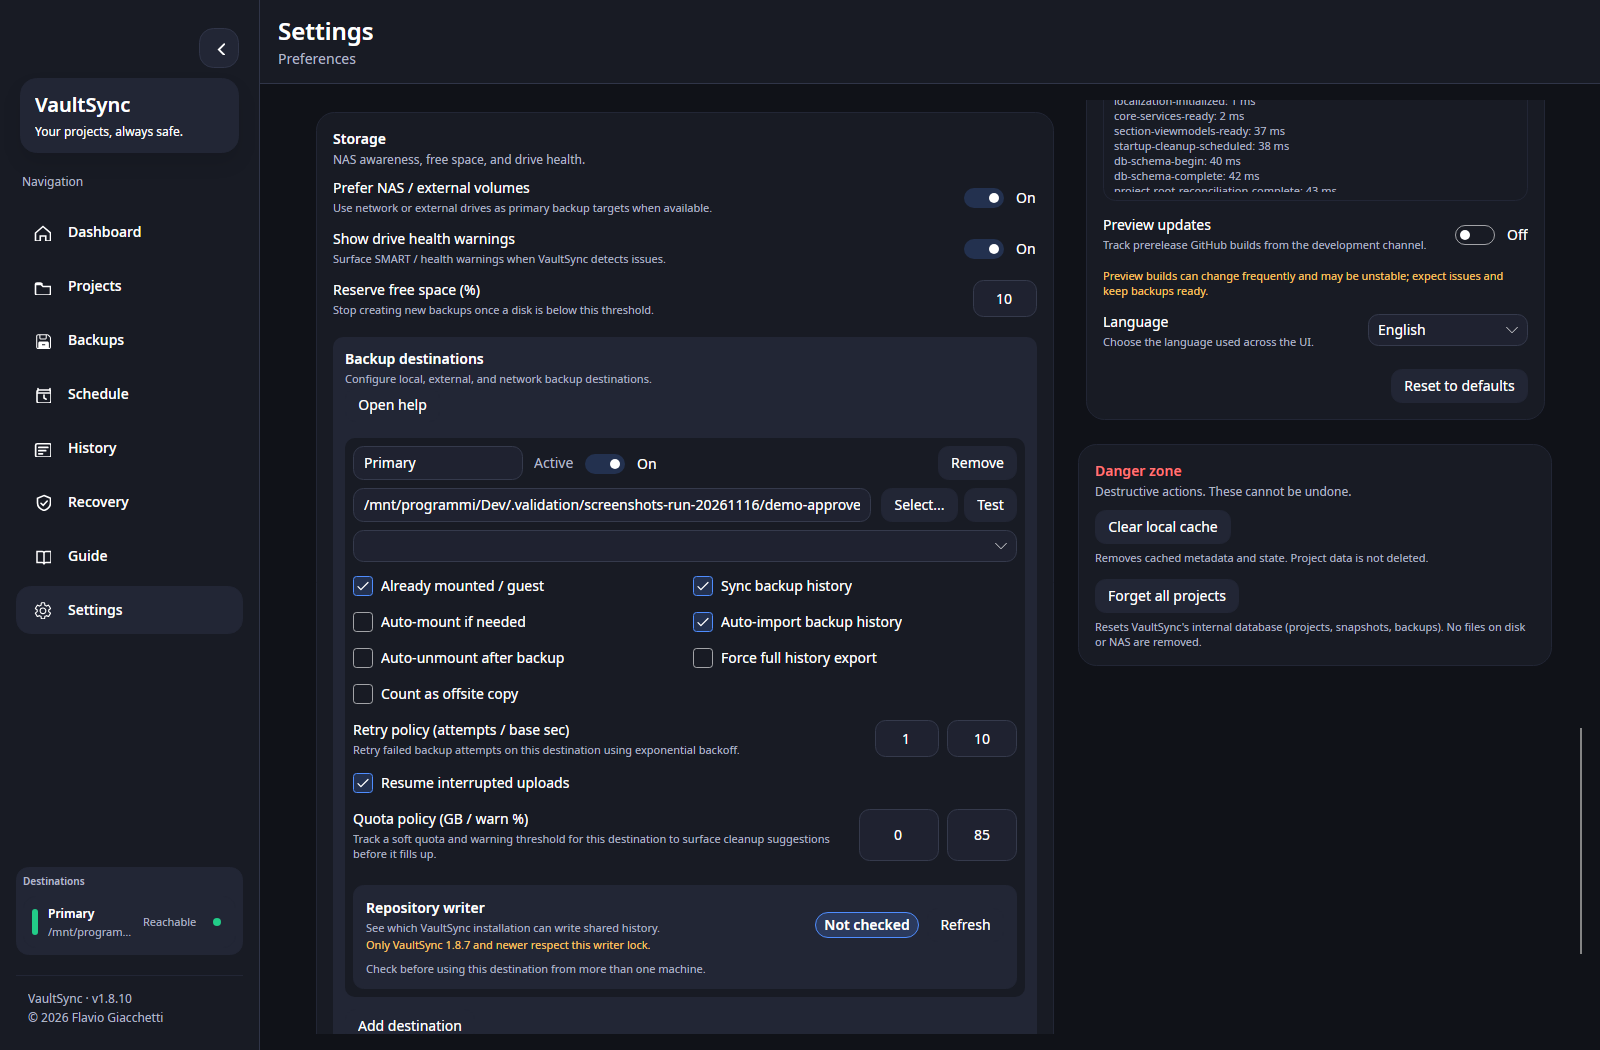 VaultSync
Your projects, always safe.
Navigation
Dashboard
Projects
Backups
Schedule
History
Recovery
Guide
Settings
Destinations
Primary
/mnt/program...
Reachable
VaultSync · v1.8.10
© 2026 Flavio Giacchetti
Settings
Preferences
Storage
NAS awareness, free space, and drive health.
Prefer NAS / external volumes
Use network or external drives as primary backup targets when available.
On
Show drive health warnings
Surface SMART / health warnings when VaultSync detects issues.
On
Reserve free space (%)
Stop creating new backups once a disk is below this threshold.
10
Backup destinations
Configure local, external, and network backup destinations.
Open help
Primary
Active
On
Remove
/mnt/programmi/Dev/.validation/screenshots-run-20261116/demo-approve
Select...
Test
Already mounted / guest
Sync backup history
Auto-mount if needed
Auto-import backup history
Auto-unmount after backup
Force full history export
Count as offsite copy
Retry policy (attempts / base sec)
Retry failed backup attempts on this destination using exponential backoff.
1
10
Resume interrupted uploads
Quota policy (GB / warn %)
Track a soft quota and warning threshold for this destination to surface cleanup suggestions
before it fills up.
0
85
Repository writer
See which VaultSync installation can write shared history.
Only VaultSync 1.8.7 and newer respect this writer lock.
Check before using this destination from more than one machine.
Not checked
Refresh
Add destination
localization-initialized: 1 ms
core-services-ready: 2 ms
section-viewmodels-ready: 37 ms
startup-cleanup-scheduled: 38 ms
db-schema-begin: 40 ms
db-schema-complete: 42 ms
project-root-reconciliation-complete: 43 ms
Preview updates
Track prerelease GitHub builds from the development channel.
Off
Preview builds can change frequently and may be unstable; expect issues and
keep backups ready.
Language
Choose the language used across the UI.
English
Reset to defaults
Danger zone
Destructive actions. These cannot be undone.
Clear local cache
Removes cached metadata and state. Project data is not deleted.
Forget all projects
Resets VaultSync's internal database (projects, snapshots, backups). No files on disk
or NAS are removed.